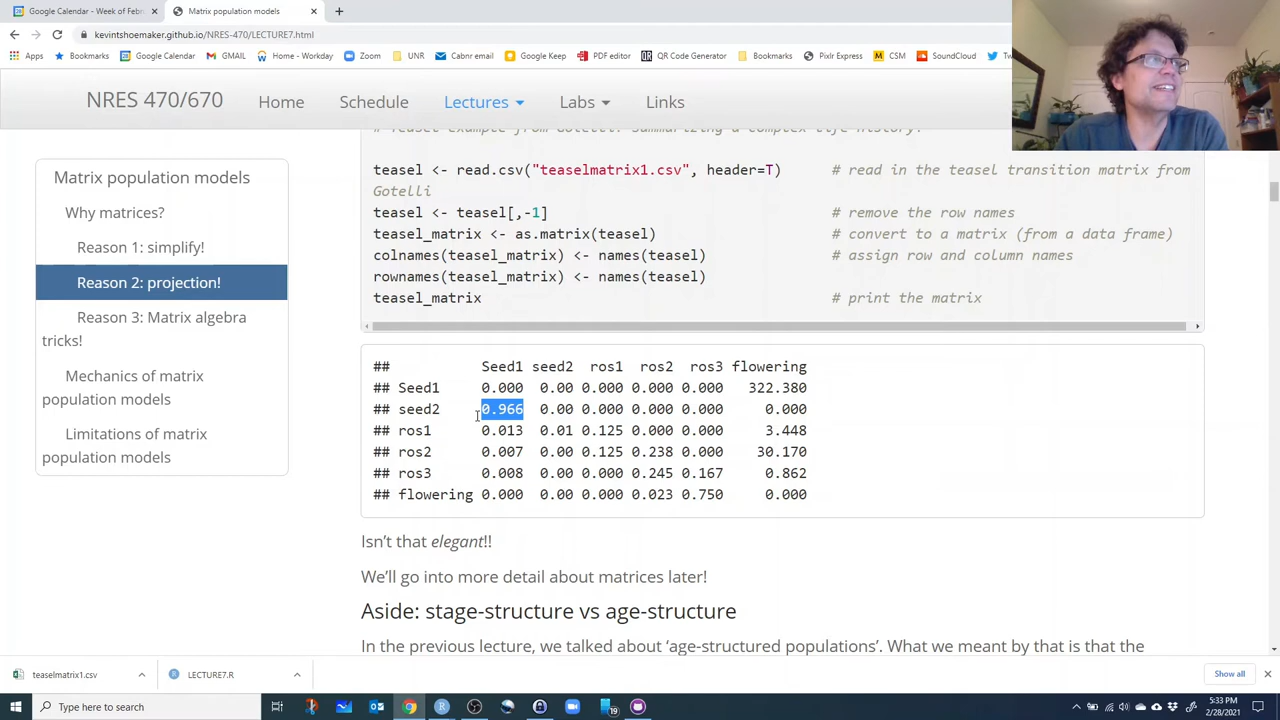 Google Calendar - Week of Febr
Matrix population models
kevintshoemaker.github.io/NRES-470/LECTURE7.html
Apps
Bookmarks
Google Calendar
GMAIL
Home - Workday
Zoom
UNR
Cabnr email
Google Keep
PDF editor
QR Code Generator
Bookmarks
Pixlr Express
CSM
SoundCloud
NRES 470/670
Home
Schedule
Lectures
Labs
Links
Matrix population models
Why matrices?
Reason 1: simplify!
Reason 2: projection!
Reason 3: Matrix algebra
tricks!
Mechanics of matrix
population models
Limitations of matrix
population models
# Teasel example from Gotelli: summarizing a complex life history.
teasel <- read.csv("teaselmatrix1.csv", header=T) # read in the teasel transition matrix from
Gotelli
teasel <- teasel[,-1] # remove the row names
teasel_matrix <- as.matrix(teasel) # convert to a matrix (from a data frame)
colnames(teasel_matrix) <- names(teasel) # assign row and column names
rownames(teasel_matrix) <- names(teasel)
teasel_matrix # print the matrix
## Seed1 seed2 ros1 ros2 ros3 flowering
## Seed1 0.000 0.00 0.000 0.000 0.000 322.380
## seed2 0.966 0.00 0.000 0.000 0.000 0.000
## ros1 0.013 0.01 0.125 0.000 0.000 3.448
## ros2 0.007 0.00 0.125 0.238 0.000 30.170
## ros3 0.008 0.00 0.000 0.245 0.167 0.862
## flowering 0.000 0.00 0.000 0.023 0.750 0.000
Isn't that elegant!!
We'll go into more detail about matrices later!
Aside: stage-structure vs age-structure
In the previous lecture, we talked about 'age-structured populations'. What we meant by that is that the
teaselmatrix1.csv
LECTURE7.R
Show all
Type here to search
19
5:33 PM
2/28/2021